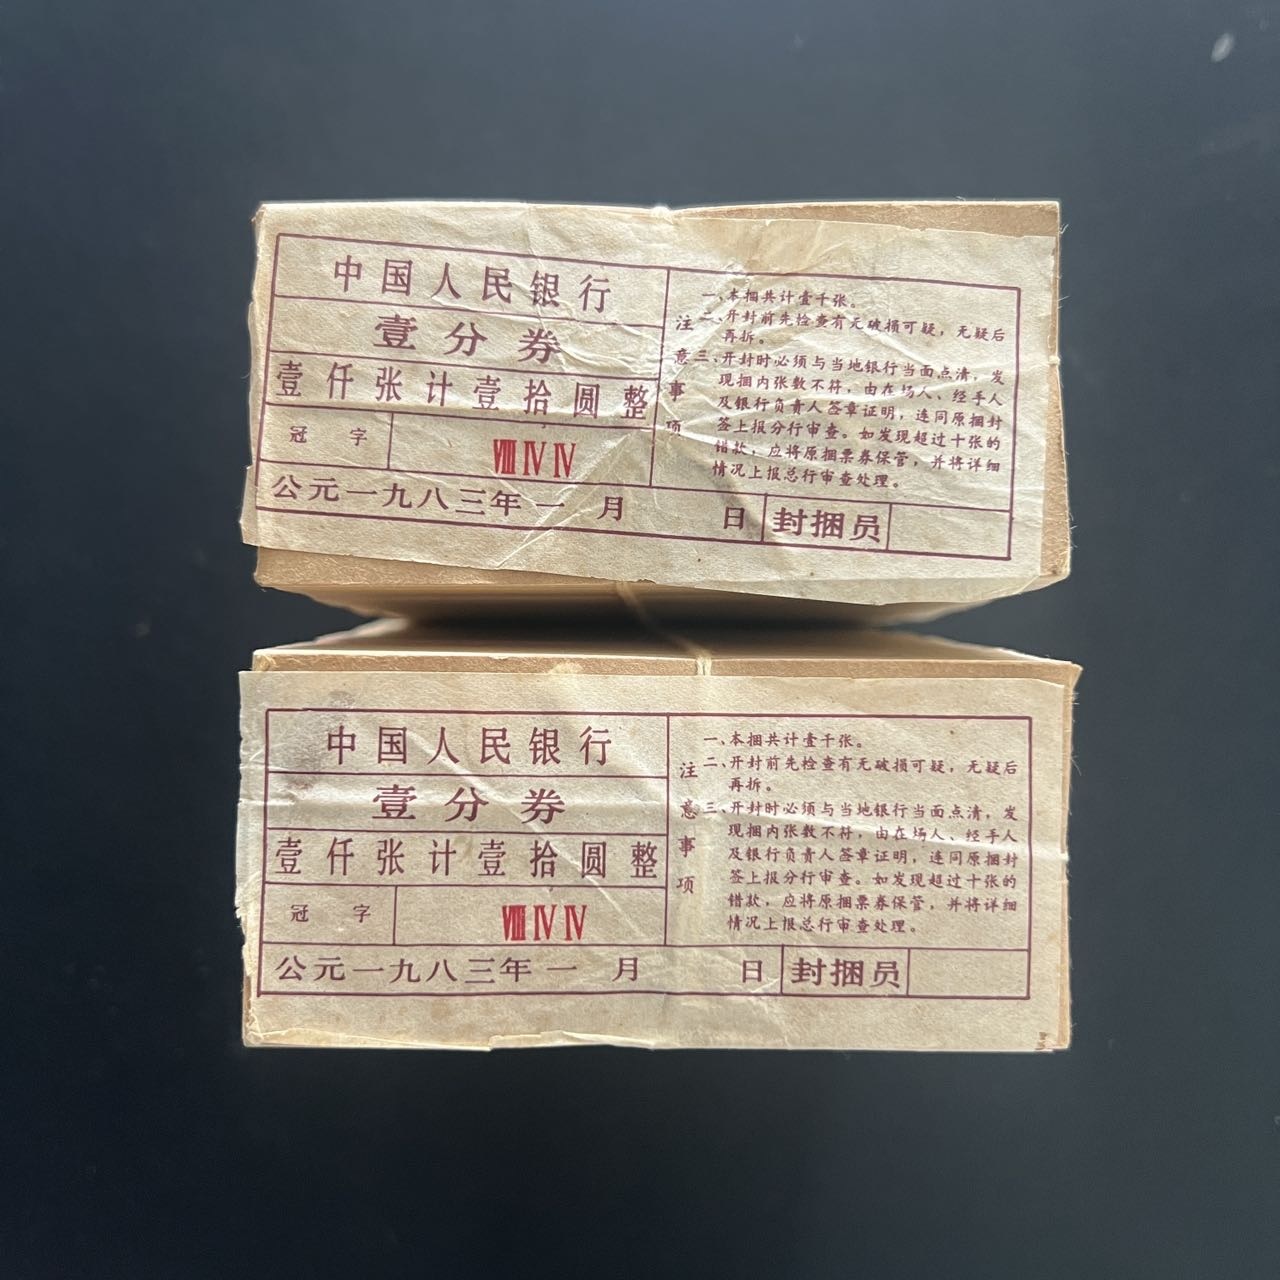 中国人民银行
壹分券
壹仟张计壹拾圆整
冠字 ⅧⅣⅣ
公元一九八三年一月 日 封捆员
注意事项
一、本捆共计壹千张。
二、开封前先检查有无破损可疑，无疑后
再拆。
三、开封时必须与当地银行当面点清，发
现捆内张数不符，由在场人、经手人
及银行负责人签章证明，连同原捆封
签上报分行审查。如发现超过十张的
错款，应将原捆票券保管，并将详细
情况上报总行审查处理。
中国人民银行
壹分券
壹仟张计壹拾圆整
冠字 ⅧⅣⅣ
公元一九八三年一月 日 封捆员
注意事项
一、本捆共计壹千张。
二、开封前先检查有无破损可疑，无疑后
再拆。
三、开封时必须与当地银行当面点清，发
现捆内张数不符，由在场人、经手人
及银行负责人签章证明，连同原捆封
签上报分行审查。如发现超过十张的
错款，应将原捆票券保管，并将详细
情况上报总行审查处理。